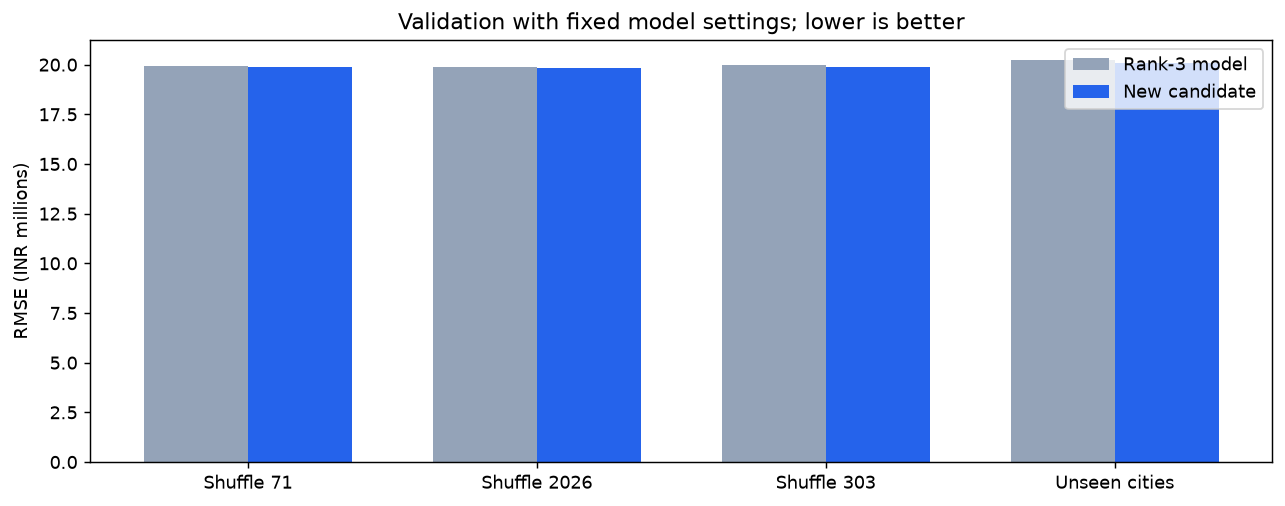 Validation with fixed model settings; lower is better
Rank-3 model
New candidate
RMSE (INR millions)
20.0
17.5
15.0
12.5
10.0
7.5
5.0
2.5
0.0
Shuffle 71
Shuffle 2026
Shuffle 303
Unseen cities